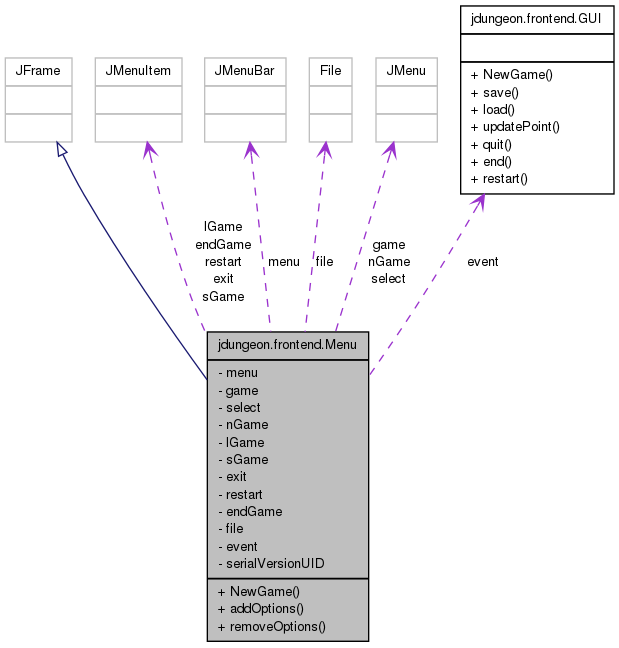 jdungeon.frontend.GUI
+ NewGame()
+ save()
+ load()
+ updatePoint()
+ quit()
+ end()
+ restart()
JFrame
JMenuItem
JMenuBar
File
JMenu
lGame
endGame
restart
exit
sGame
menu
file
game
nGame
select
event
jdungeon.frontend.Menu
- menu
- game
- select
- nGame
- lGame
- sGame
- exit
- restart
- endGame
- file
- event
- serialVersionUID
+ NewGame()
+ addOptions()
+ removeOptions()